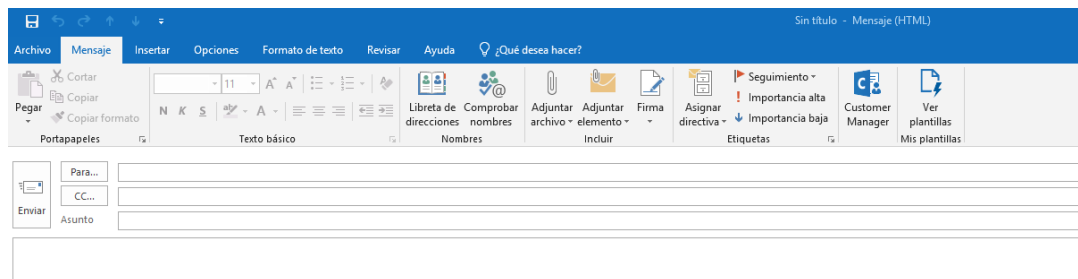 Sin título - Mensaje (HTML)
Archivo Mensaje Insertar Opciones Formato de texto Revisar Ayuda ¿Qué desea hacer?
Pegar
Cortar
Copiar
Copiar formato
Portapapeles
11
N K S
A
Texto básico
Libreta de direcciones
Comprobar nombres
Nombres
Adjuntar archivo
Adjuntar elemento
Firma
Incluir
Asignar directiva
Seguimiento
Importancia alta
Importancia baja
Etiquetas
Customer Manager
Ver plantillas
Mis plantillas
Enviar
Para...
CC...
Asunto